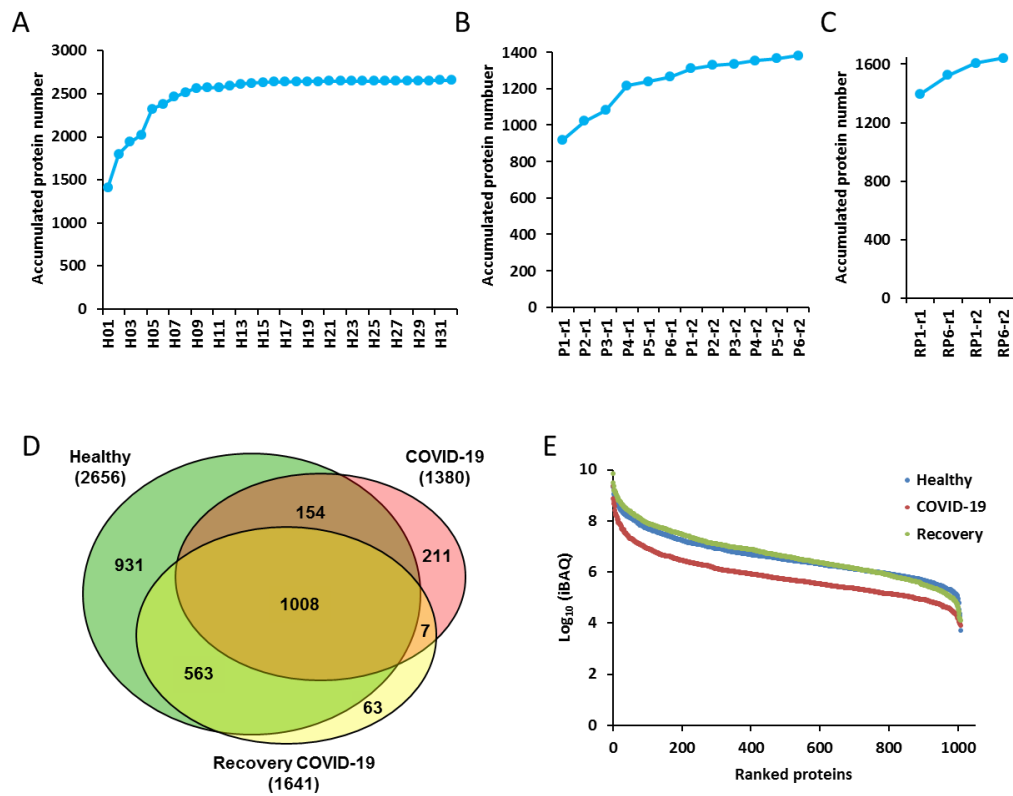 A
Accumulated protein number
3000
2500
2000
1500
1000
500
0
H01
H03
H05
H07
H09
H11
H13
H15
H17
H19
H21
H23
H25
H27
H29
H31
B
Accumulated protein number
1400
1200
1000
800
600
400
200
0
P1-r1
P2-r1
P3-r1
P4-r1
P5-r1
P6-r1
P1-r2
P2-r2
P3-r2
P4-r2
P5-r2
P6-r2
C
Accumulated protein number
1600
1200
800
400
0
RP1-r1
RP6-r1
RP1-r2
RP6-r2
D
Healthy
(2656)
COVID-19
(1380)
154
931
211
1008
7
563
63
Recovery COVID-19
(1641)
E
Log10 (iBAQ)
10
8
6
4
2
0
Healthy
COVID-19
Recovery
0
200
400
600
800
1000
Ranked proteins